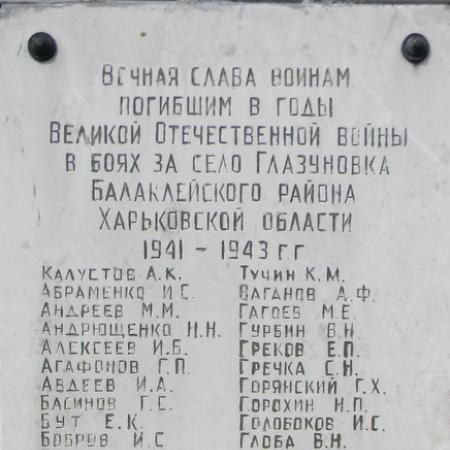 Вечная слава воинам
погибшим в годы
Великой Отечественной войны
в боях за село Глазуновка
Балаклейского района
Харьковской области
1941 - 1943 г.г
Калустов А.К.
Абраменко И.С.
Андреев М.М.
Андрющенко И.Н.
Алексеев И.Б.
Агафонов Г.П.
Авдеев И.А.
Басинов Г.С.
Бут Е.К.
Бобров И.С
Тучин К.М.
Ваганов А.Ф.
Гагоев М.Е.
Гурбин В.Н.
Греков Е.П.
Гречка С.Н.
Горянский Г.Х.
Горохин Н.П.
Голобоков И.С.
Глоба В.Н.